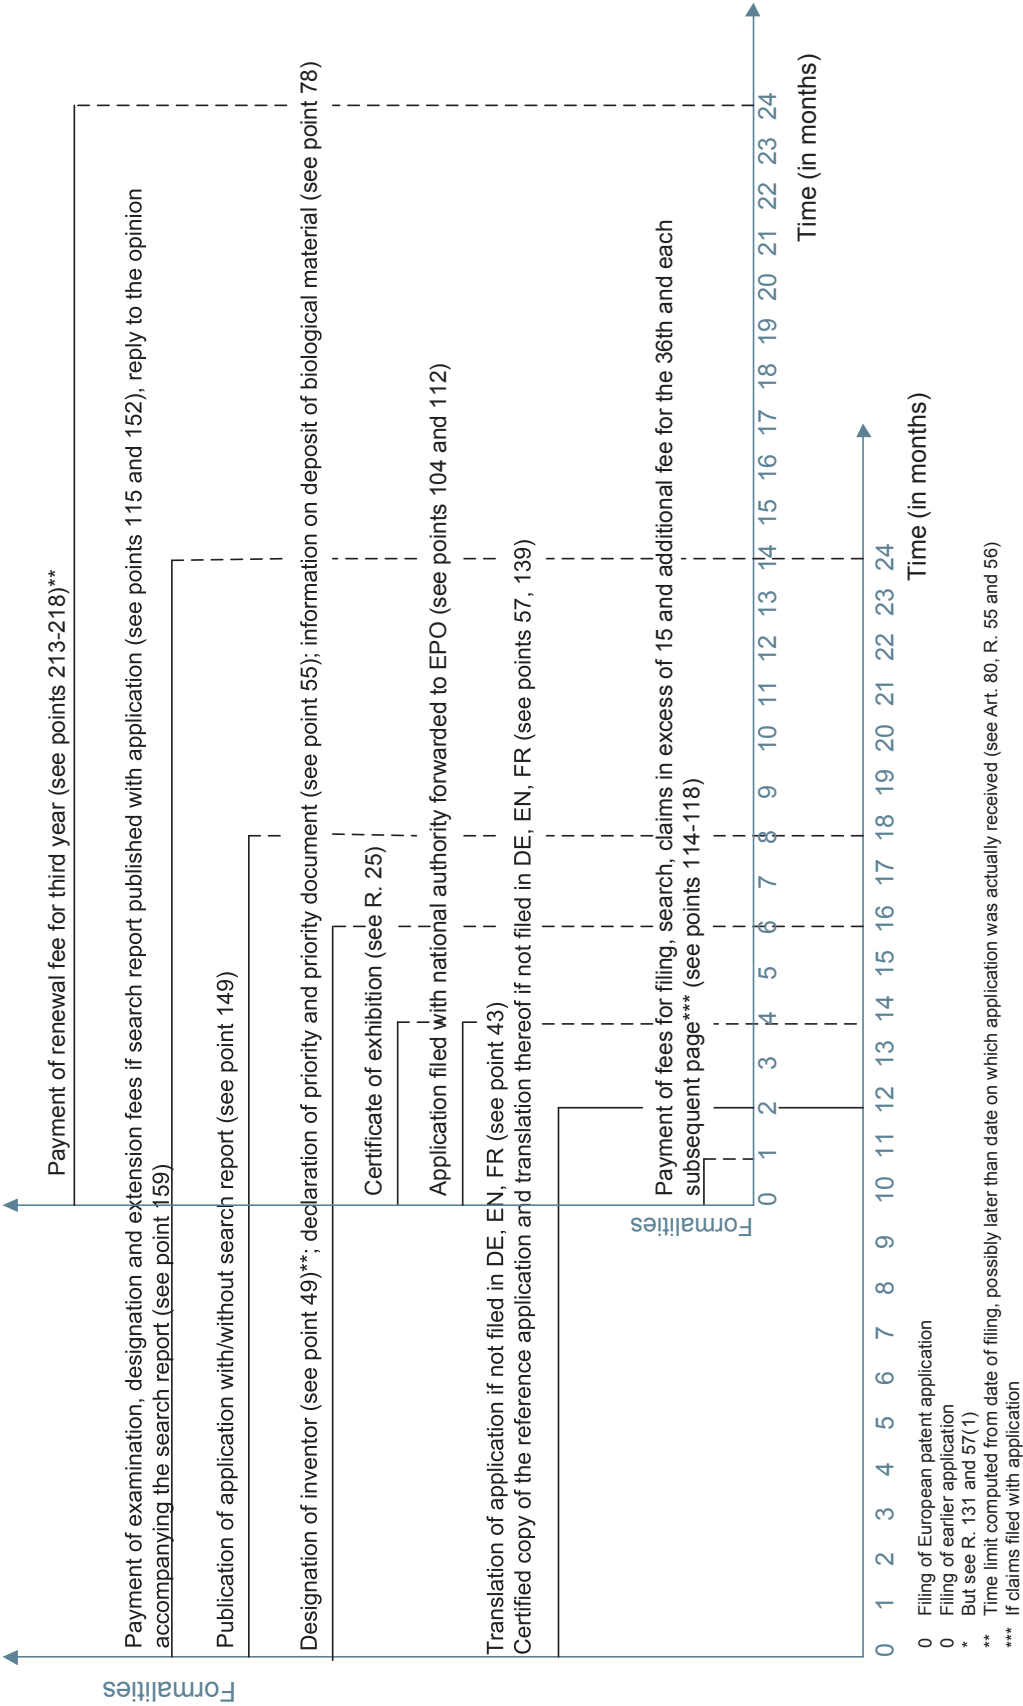 Formalities
Payment of renewal fee for third year (see points 213-218)**
Payment of examination, designation and extension fees if search report published with application (see points 115 and 152), reply to the opinion
accompanying the search report (see point 159)
Publication of application with/without search report (see point 149)
Designation of inventor (see point 49)**; declaration of priority and priority document (see point 55); information on deposit of biological material (see point 78)
Certificate of exhibition (see R. 25)
Application filed with national authority forwarded to EPO (see points 104 and 112)
Translation of application if not filed in DE, EN, FR (see point 43)
Certified copy of the reference application and translation thereof if not filed in DE, EN, FR (see points 57, 139)
Payment of fees for filing, search, claims in excess of 15 and additional fee for the 36th and each
subsequent page*** (see points 114-118)
Formalities
0 1 2 3 4 5 6 7 8 9 10 11 12 13 14 15 16 17 18 19 20 21 22 23 24
Time (in months)
0 1 2 3 4 5 6 7 8 9 10 11 12 13 14 15 16 17 18 19 20 21 22 23 24
Time (in months)
0 Filing of European patent application
0 Filing of earlier application
* But see R. 131 and 57(1)
** Time limit computed from date of filing, possibly later than date on which application was actually received (see Art. 80, R. 55 and 56)
*** If claims filed with application